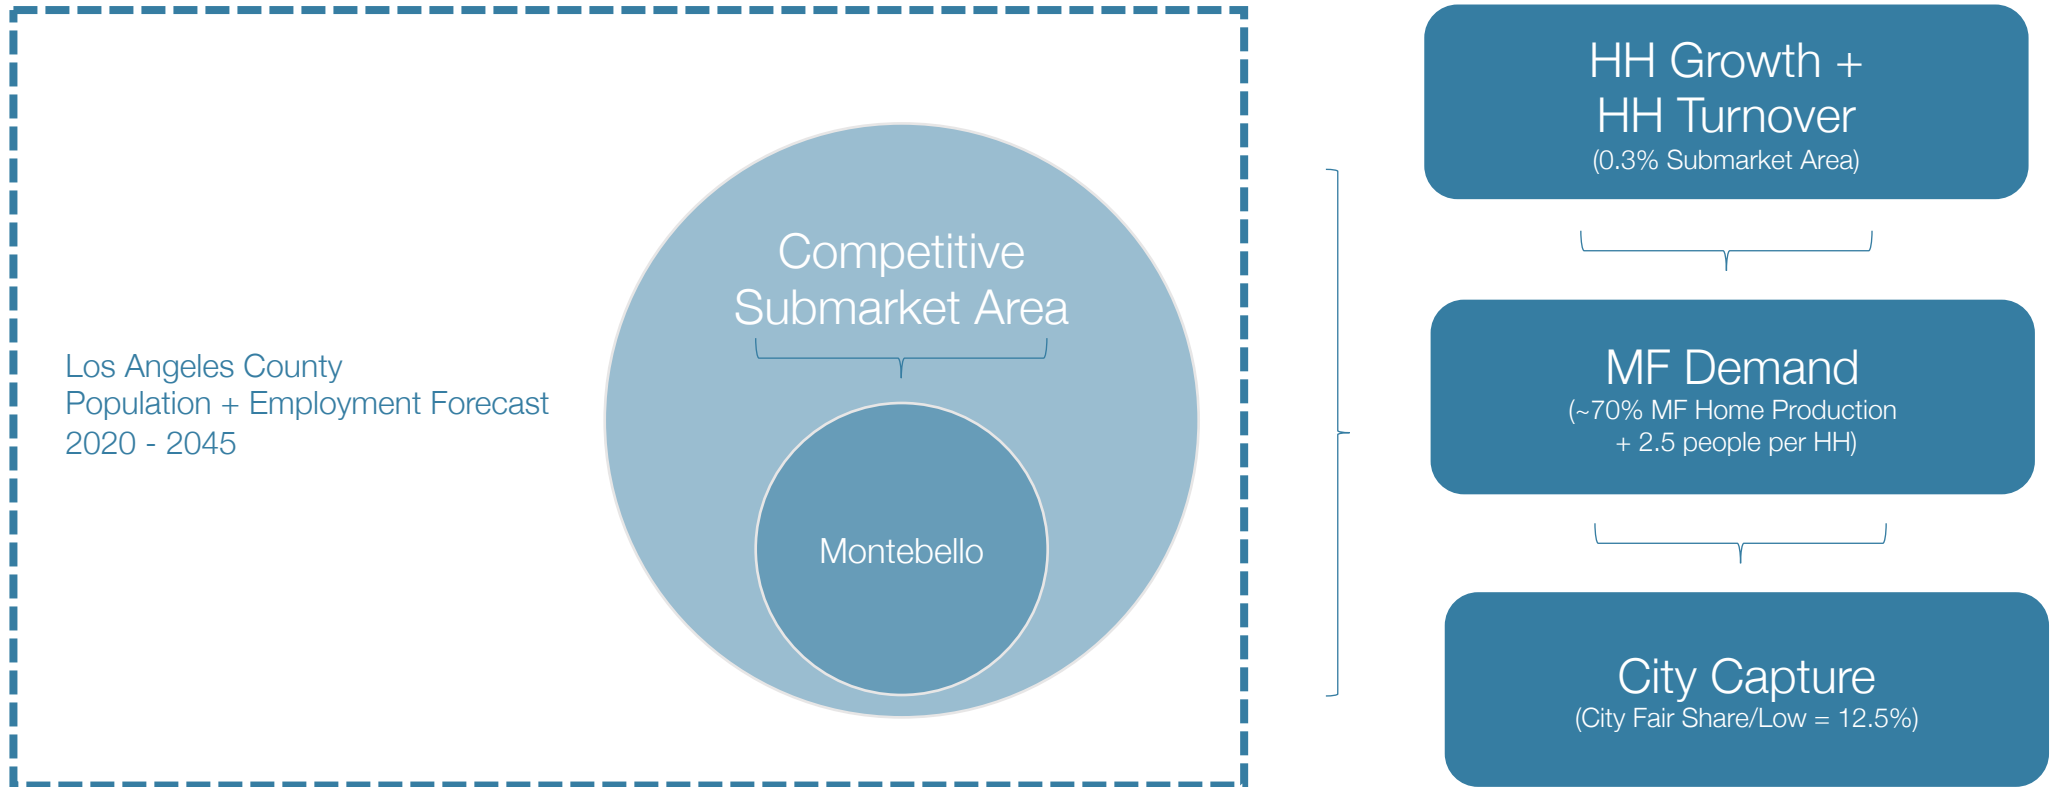 Los Angeles County
Population + Employment Forecast
2020 - 2045
Competitive
Submarket Area
Montebello
HH Growth +
HH Turnover
(0.3% Submarket Area)
MF Demand
(~70% MF Home Production
+ 2.5 people per HH)
City Capture
(City Fair Share/Low = 12.5%)